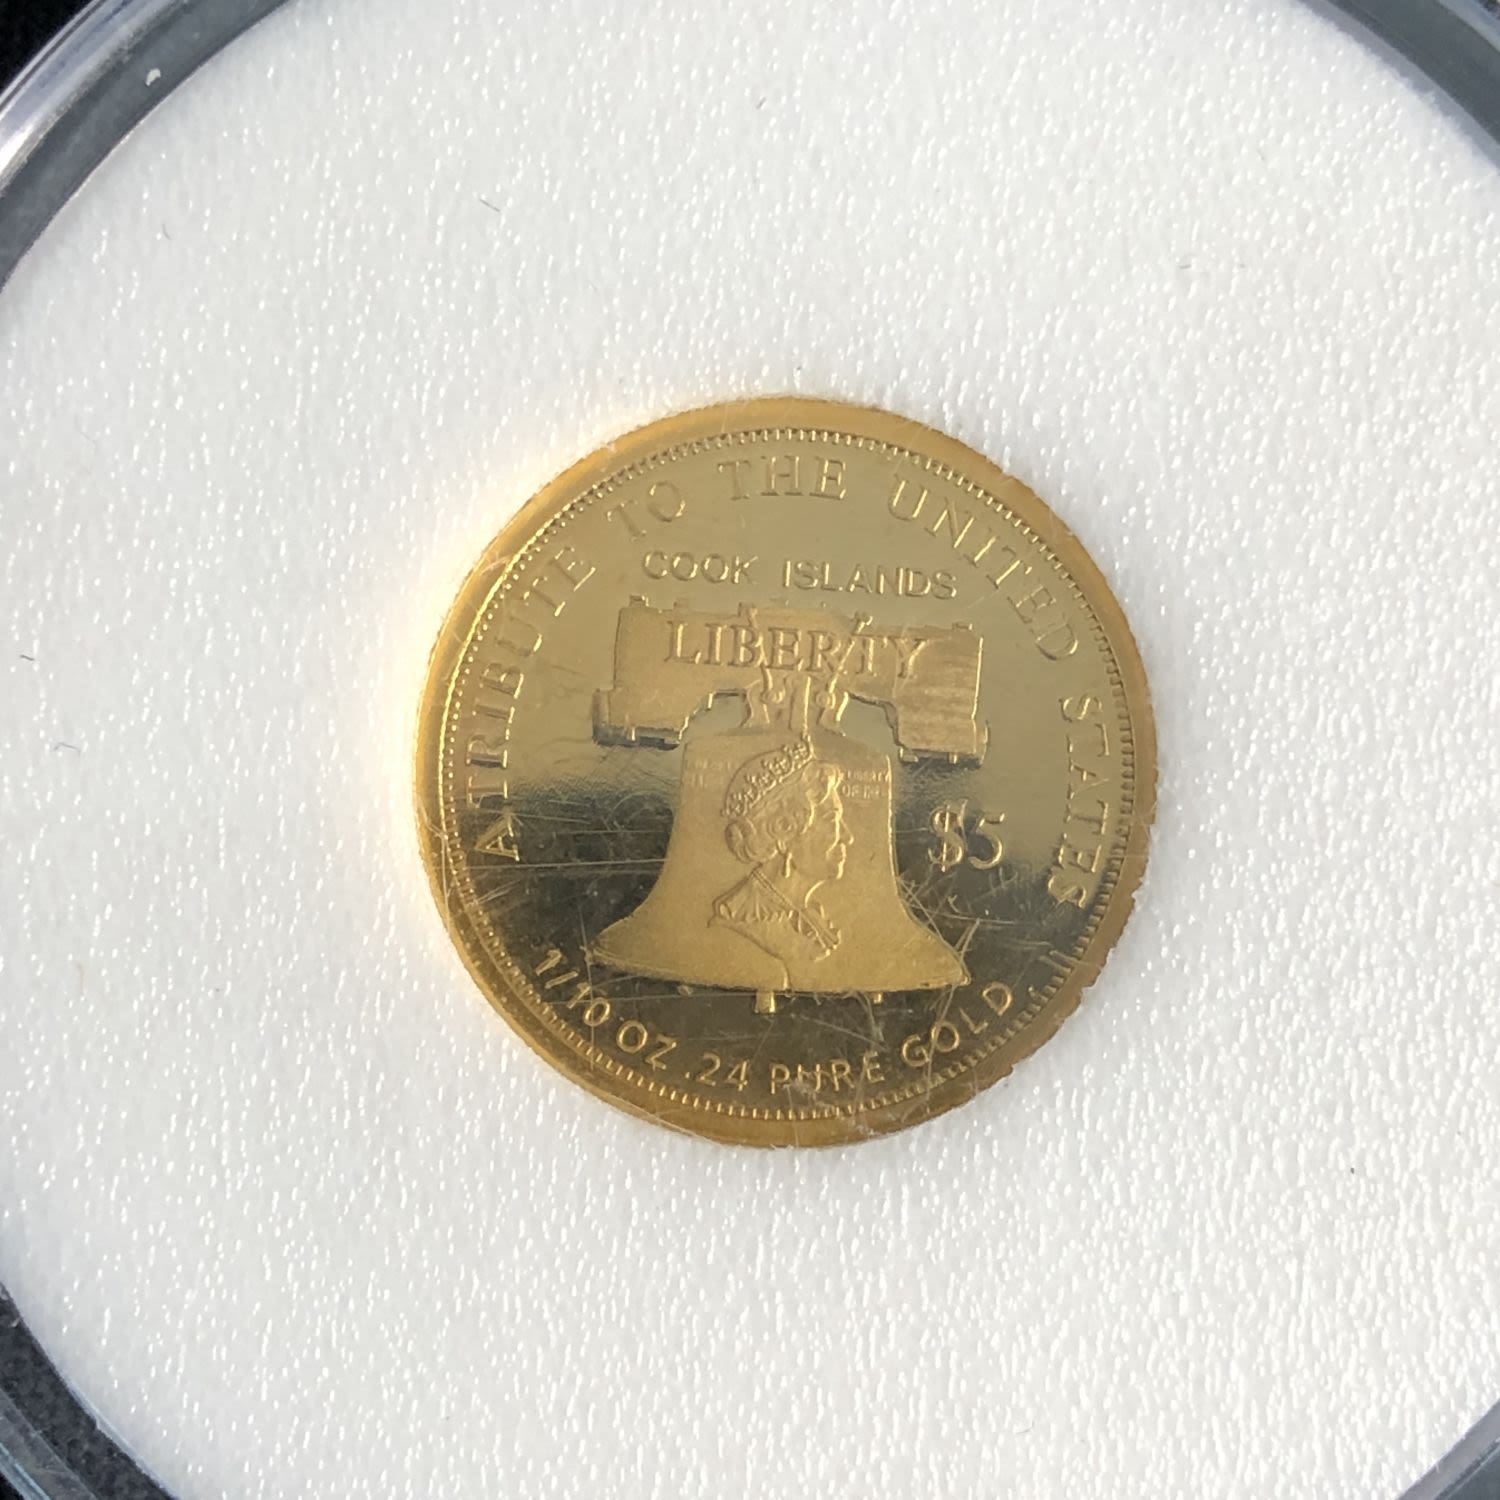 A TRIBUTE TO THE UNITED STATES
COOK ISLANDS
LIBERTY
$5
1/10 OZ .24 PURE GOLD